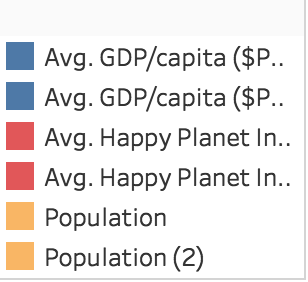 Avg. GDP/capita ($P..
Avg. GDP/capita ($P..
Avg. Happy Planet In..
Avg. Happy Planet In..
Population
Population (2)